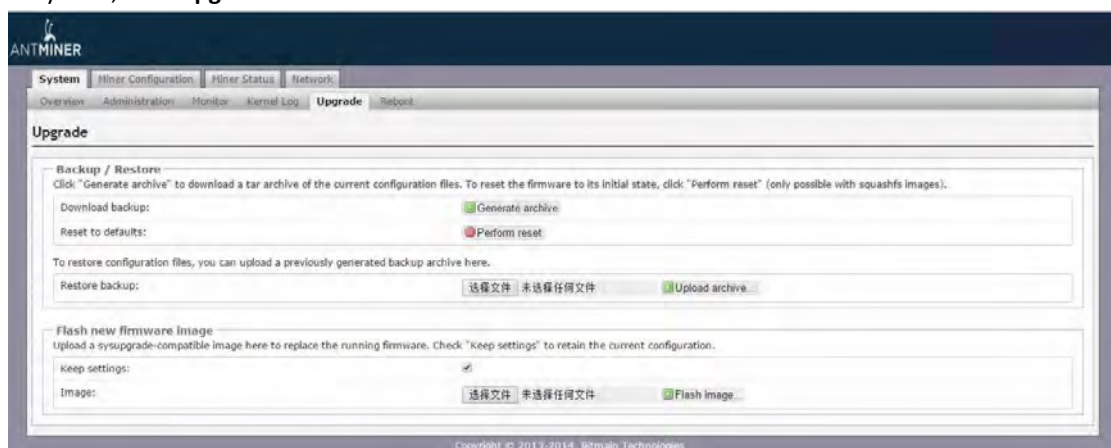 ANTMINER
System Miner Configuration Miner Status Network
Overview Administration Monitor Kernel Log Upgrade Reboot
Upgrade
Backup / Restore
Click "Generate archive" to download a tar archive of the current configuration files. To reset the firmware to its initial state, click "Perform reset" (only possible with squashfs images).
Download backup: Generate archive
Reset to defaults: Perform reset
To restore configuration files, you can upload a previously generated backup archive here.
Restore backup: 选择文件 未选择任何文件 Upload archive...
Flash new firmware image
Upload a sysupgrade-compatible image here to replace the running firmware. Check "Keep settings" to retain the current configuration.
Keep settings:
Image: 选择文件 未选择任何文件 Flash image...
Copyright © 2013-2014, Bitmain Technologies